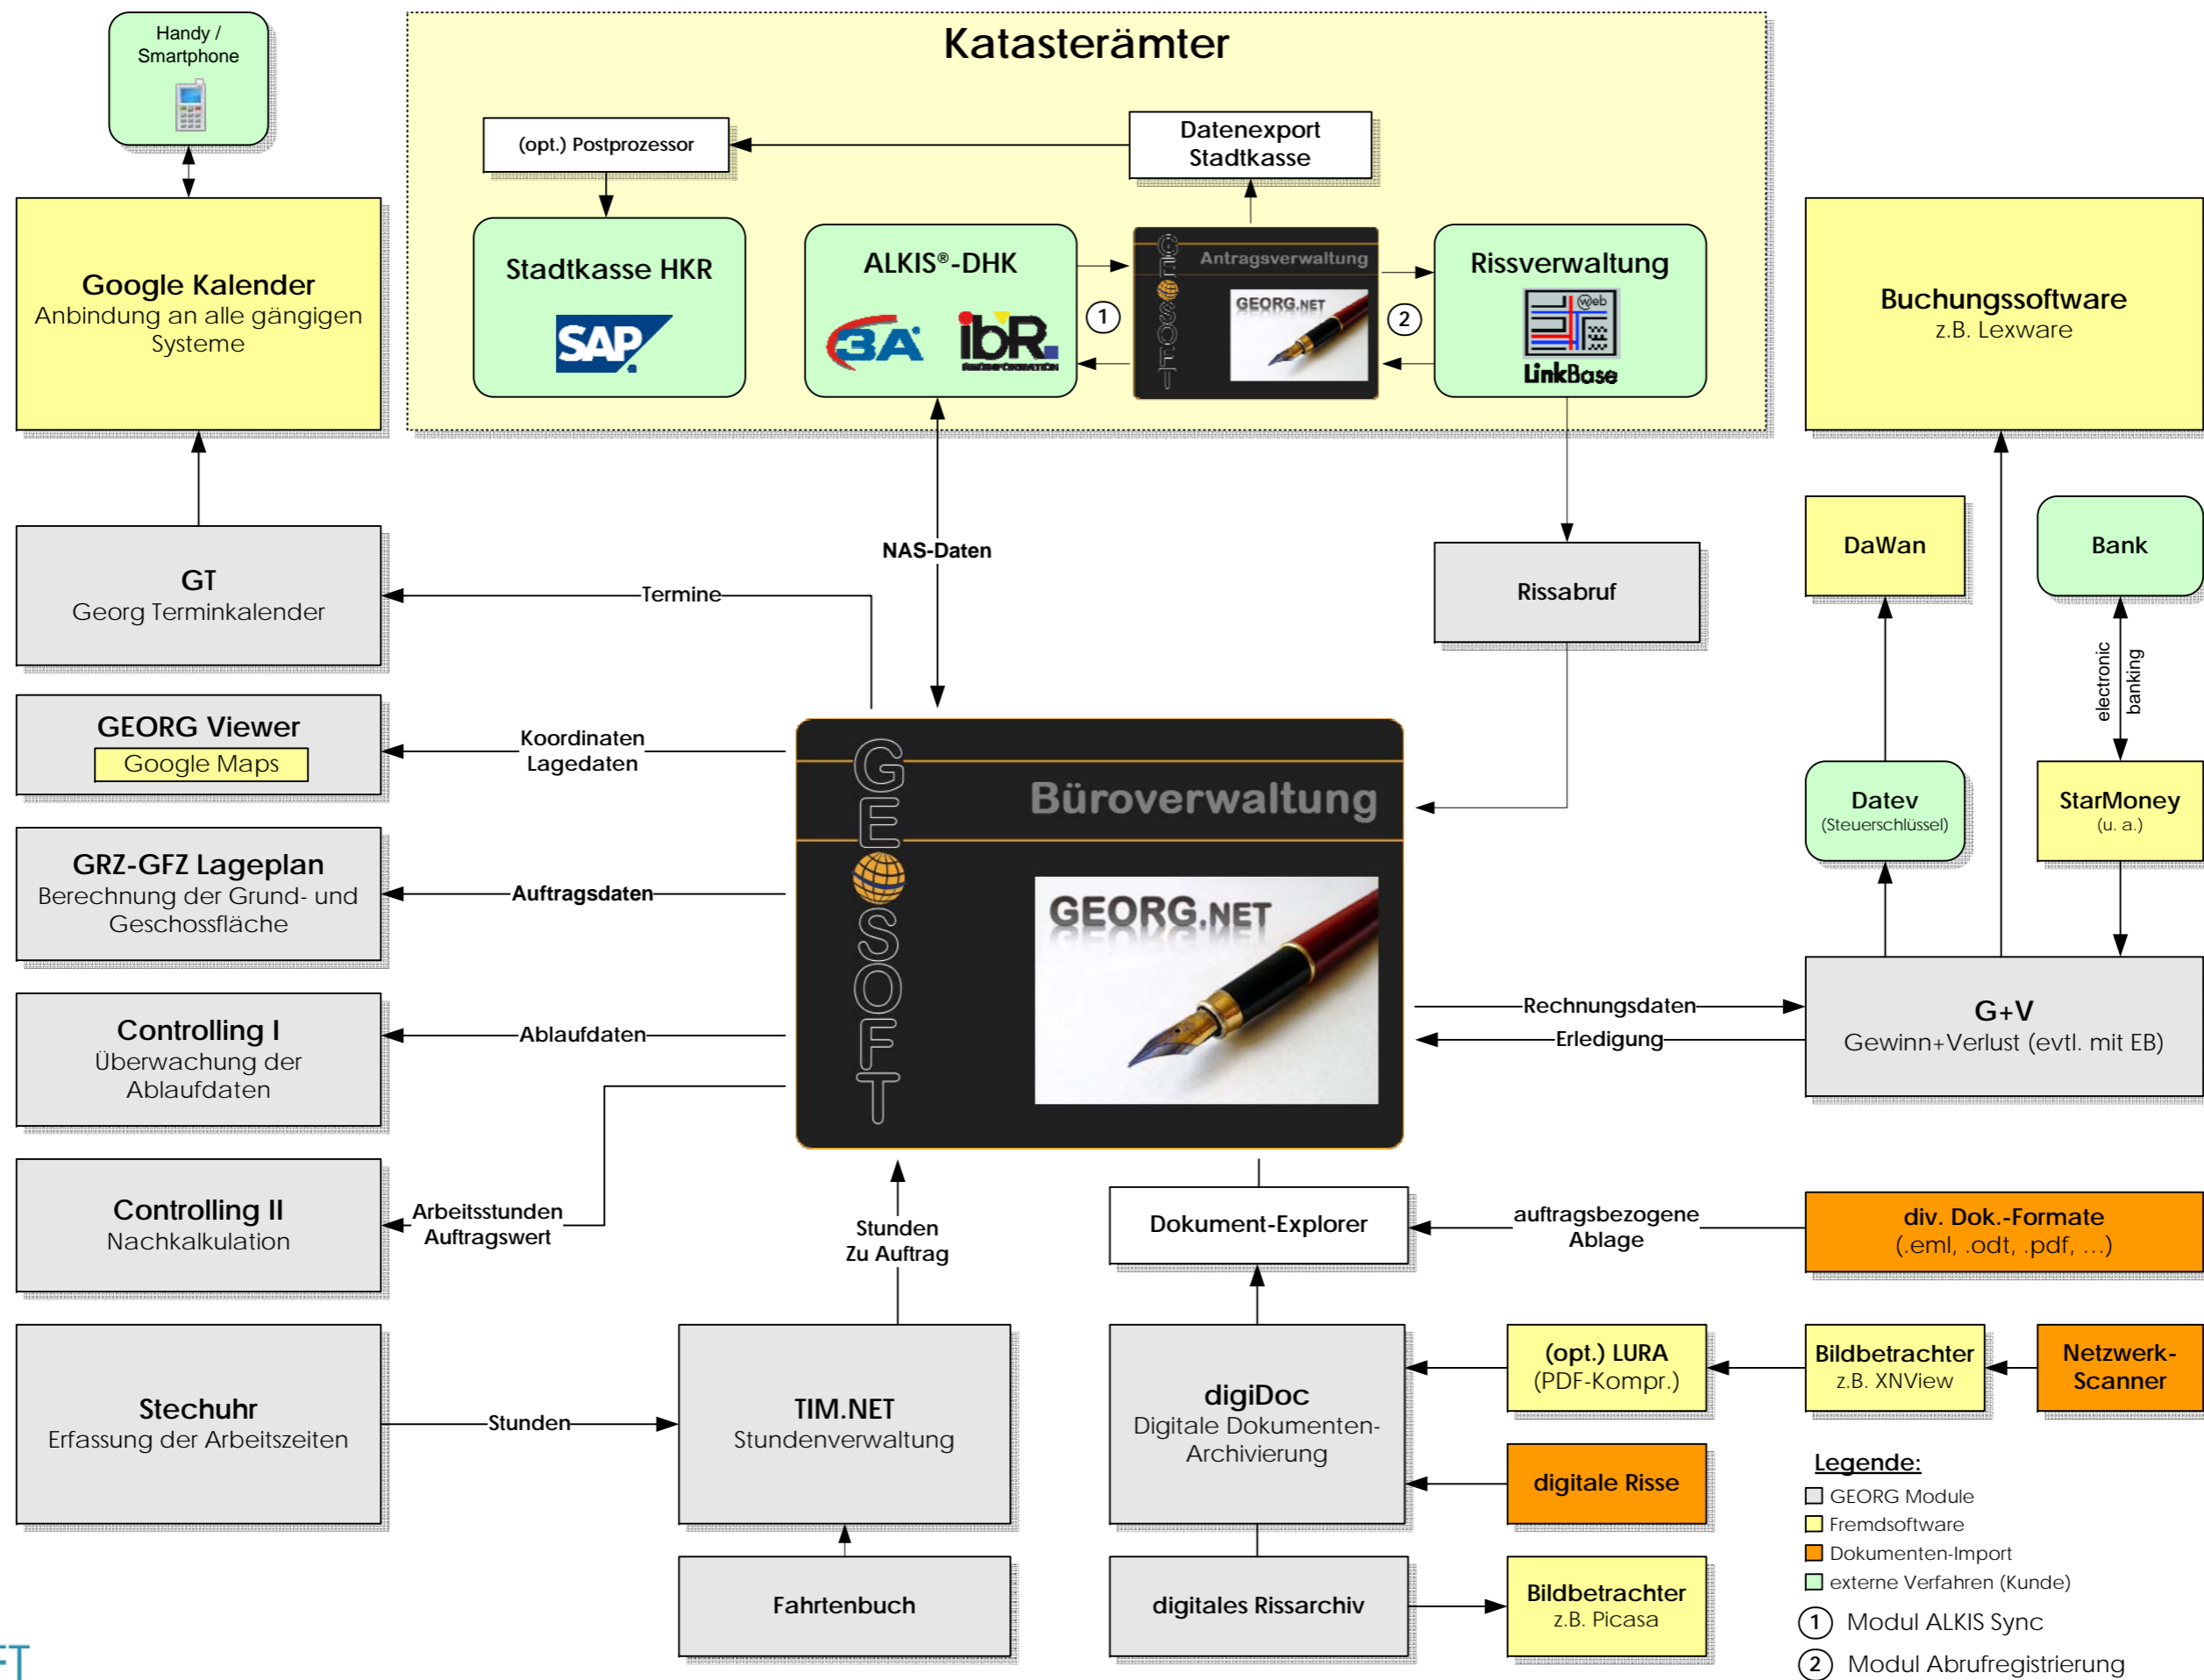 Handy /
Smartphone
Katasterämter
(opt.) Postprozessor
Datenexport
Stadtkasse
Stadtkasse HKR
SAP
ALKIS®-DHK
3A
ibR.
GEOINFORMATION
1
GEOSOFT
Antragsverwaltung
GEORG.NET
2
Rissverwaltung
Web
LinkBase
Google Kalender
Anbindung an alle gängigen
Systeme
Buchungssoftware
z.B. Lexware
GT
Georg Terminkalender
Termine
NAS-Daten
Rissabruf
DaWan
Bank
electronic
banking
GEORG Viewer
Google Maps
Koordinaten
Lagedaten
GEOSOFT
Büroverwaltung
GEORG.NET
Datev
(Steuerschlüssel)
StarMoney
(u. a.)
GRZ-GFZ Lageplan
Berechnung der Grund- und
Geschossfläche
Auftragsdaten
Controlling I
Überwachung der
Ablaufdaten
Ablaufdaten
Rechnungsdaten
Erledigung
G+V
Gewinn+Verlust (evtl. mit EB)
Controlling II
Nachkalkulation
Arbeitsstunden
Auftragswert
Stunden
Zu Auftrag
Dokument-Explorer
auftragsbezogene
Ablage
div. Dok.-Formate
(.eml, .odt, .pdf, ...)
Stechuhr
Erfassung der Arbeitszeiten
Stunden
TIM.NET
Stundenverwaltung
digiDoc
Digitale Dokumenten-
Archivierung
(opt.) LURA
(PDF-Kompr.)
Bildbetrachter
z.B. XNView
Netzwerk-
Scanner
digitale Risse
Fahrtenbuch
digitales Rissarchiv
Bildbetrachter
z.B. Picasa
Legende:
GEORG Module
Fremdsoftware
Dokumenten-Import
externe Verfahren (Kunde)
1 Modul ALKIS Sync
2 Modul Abrufregistrierung
FT